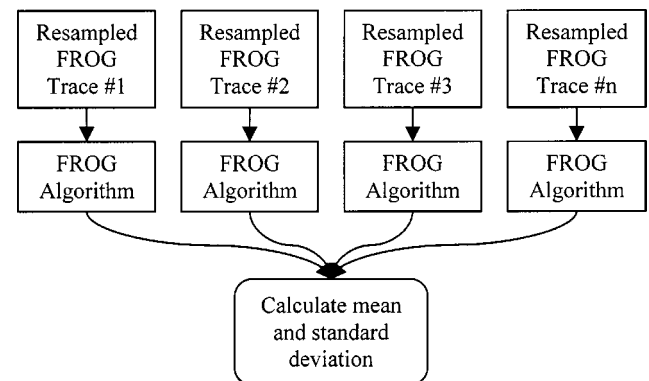 Resampled
FROG
Trace #1
Resampled
FROG
Trace #2
Resampled
FROG
Trace #3
Resampled
FROG
Trace #n
FROG
Algorithm
FROG
Algorithm
FROG
Algorithm
FROG
Algorithm
Calculate mean
and standard
deviation